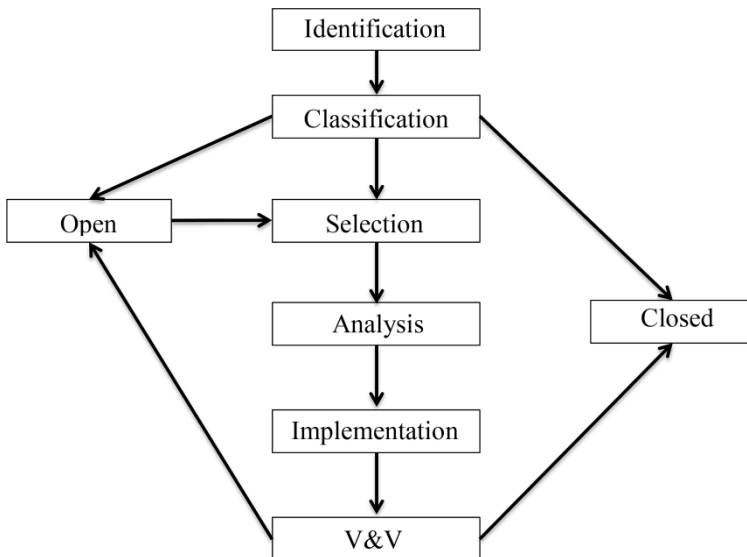 Identification
Classification
Open
Selection
Analysis
Closed
Implementation
V&V